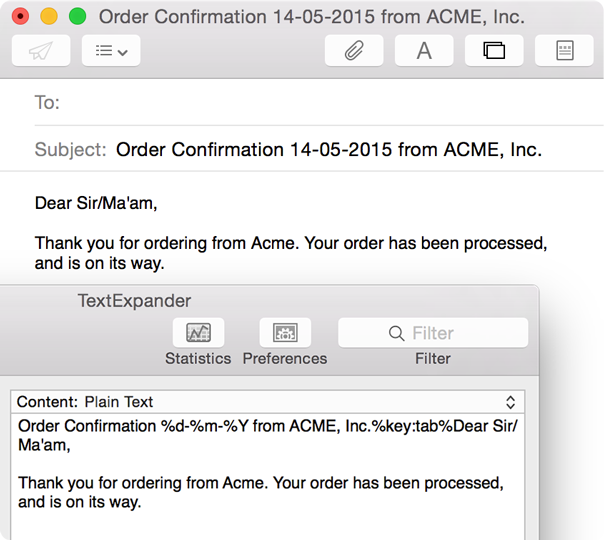 Order Confirmation 14-05-2015 from ACME, Inc.
A
To:
Subject: Order Confirmation 14-05-2015 from ACME, Inc.
Dear Sir/Ma'am,
Thank you for ordering from Acme. Your order has been processed,
and is on its way.
TextExpander
Filter
Statistics Preferences Filter
Content: Plain Text
Order Confirmation %d-%m-%Y from ACME, Inc.%key:tab%Dear Sir/
Ma'am,
Thank you for ordering from Acme. Your order has been processed,
and is on its way.